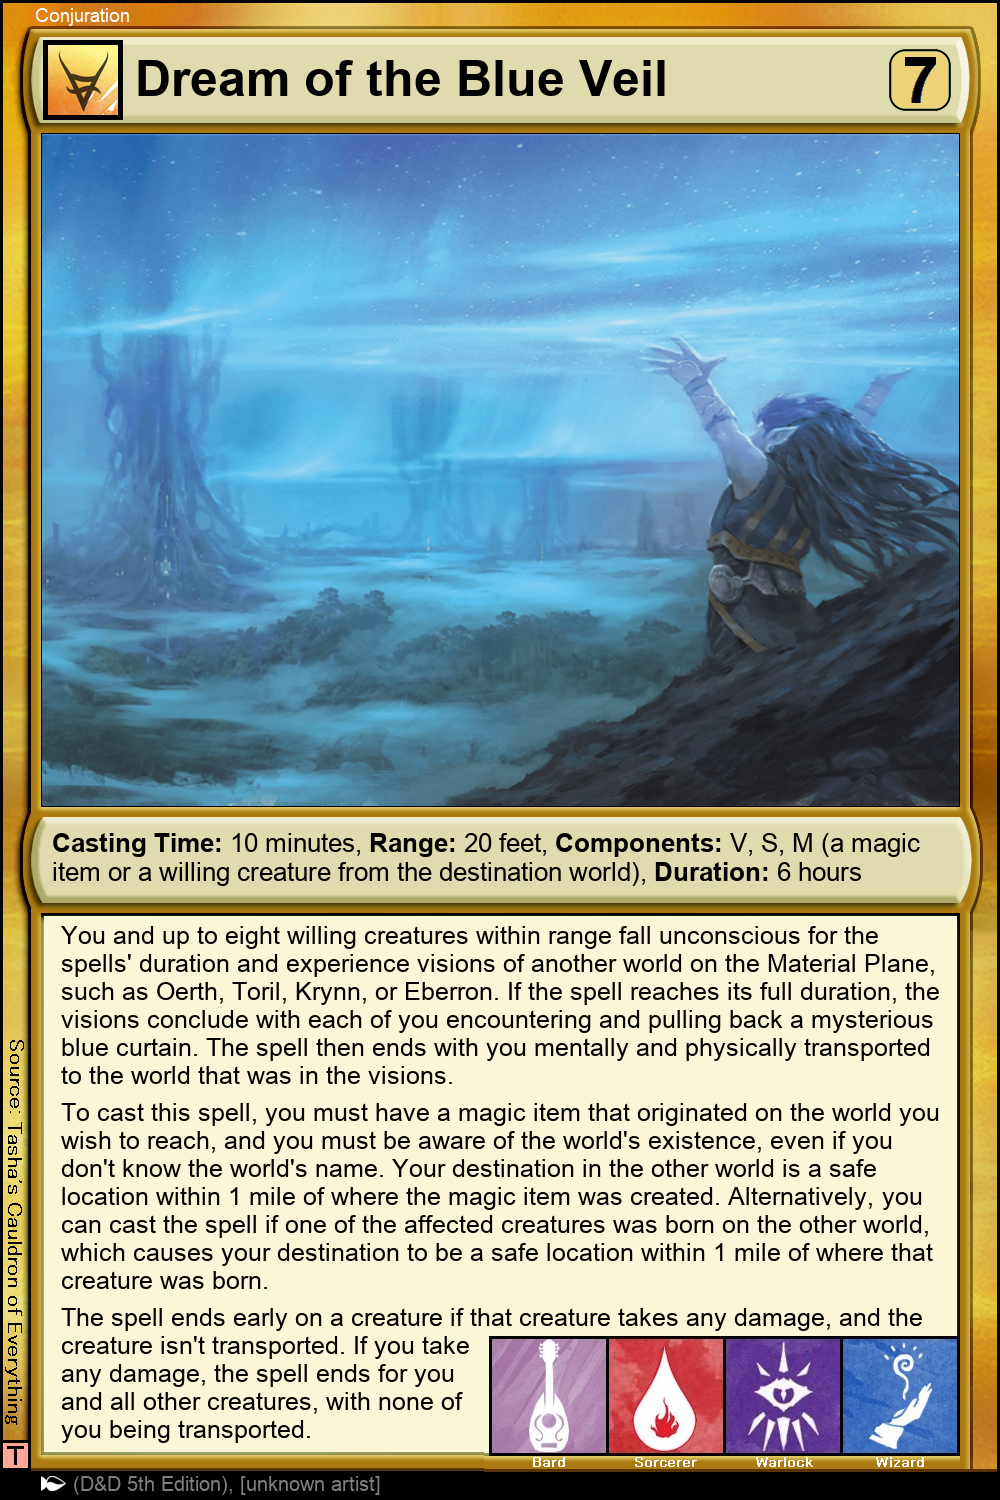 Conjuration
Dream of the Blue Veil
7
Casting Time: 10 minutes, Range: 20 feet, Components: V, S, M (a magic
item or a willing creature from the destination world), Duration: 6 hours
You and up to eight willing creatures within range fall unconscious for the
spells' duration and experience visions of another world on the Material Plane,
such as Oerth, Toril, Krynn, or Eberron. If the spell reaches its full duration, the
visions conclude with each of you encountering and pulling back a mysterious
blue curtain. The spell then ends with you mentally and physically transported
to the world that was in the visions.
To cast this spell, you must have a magic item that originated on the world you
wish to reach, and you must be aware of the world's existence, even if you
don't know the world's name. Your destination in the other world is a safe
location within 1 mile of where the magic item was created. Alternatively, you
can cast the spell if one of the affected creatures was born on the other world,
which causes your destination to be a safe location within 1 mile of where that
creature was born.
The spell ends early on a creature if that creature takes any damage, and the
creature isn't transported. If you take
any damage, the spell ends for you
and all other creatures, with none of
you being transported.
Bard
Sorcerer
Warlock
Wizard
Source: Tasha's Cauldron of Everything
T
(D&D 5th Edition), [unknown artist]